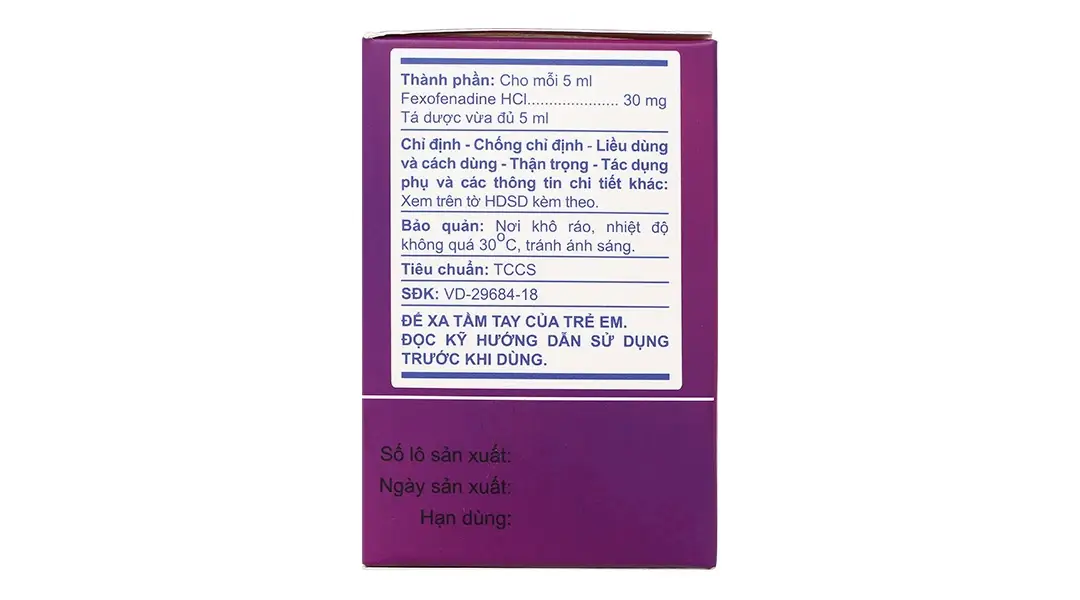 Thành phần: Cho mỗi 5 ml
Fexofenadine HCl..................... 30 mg
Tá dược vừa đủ 5 ml
Chỉ định - Chống chỉ định - Liều dùng
và cách dùng - Thận trọng - Tác dụng
phụ và các thông tin chi tiết khác:
Xem trên tờ HDSD kèm theo.
Bảo quản: Nơi khô ráo, nhiệt độ
không quá 30°C, tránh ánh sáng.
Tiêu chuẩn: TCCS
SĐK: VD-29684-18
ĐỂ XA TẦM TAY CỦA TRẺ EM.
ĐỌC KỸ HƯỚNG DẪN SỬ DỤNG
TRƯỚC KHI DÙNG.
Số lô sản xuất:
Ngày sản xuất:
Hạn dùng: